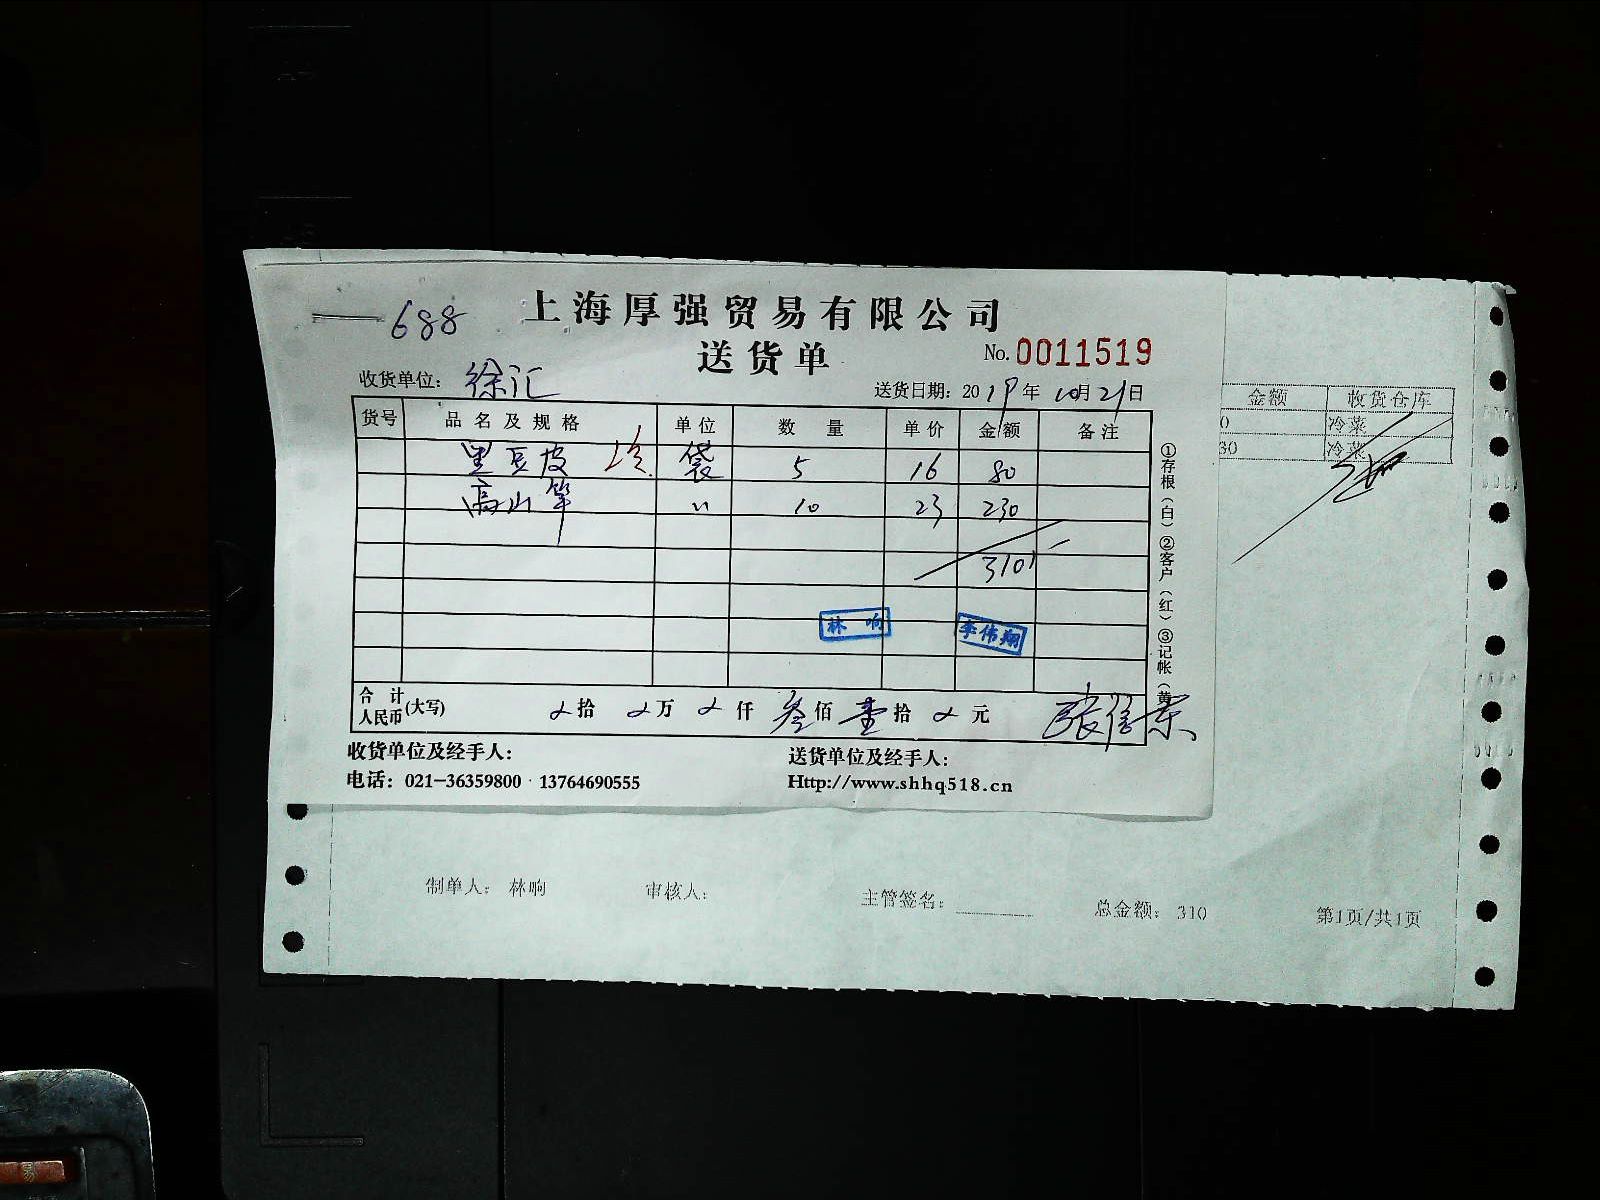 688
上海厚强贸易有限公司
送货单
No. 0011519
收货单位: 徐汇
送货日期: 2019年10月21日
货号 品名及规格 单位 数量 单价 金额 备注
黑豆皮 袋 5 16 80
高山笋 〃 10 23 230
310
林响 李伟翔
合计人民币(大写) 拾 万 仟 叁佰 壹拾 元
收货单位及经手人: 送货单位及经手人:
电话: 021-36359800 13764690555 Http://www.shhq518.cn
①存根(白)②客户(红)③记帐(黄
金额 收货仓库
0 冷菜
30 冷菜
制单人: 林响 审核人: 主管签名: 总金额: 310 第1页/共1页